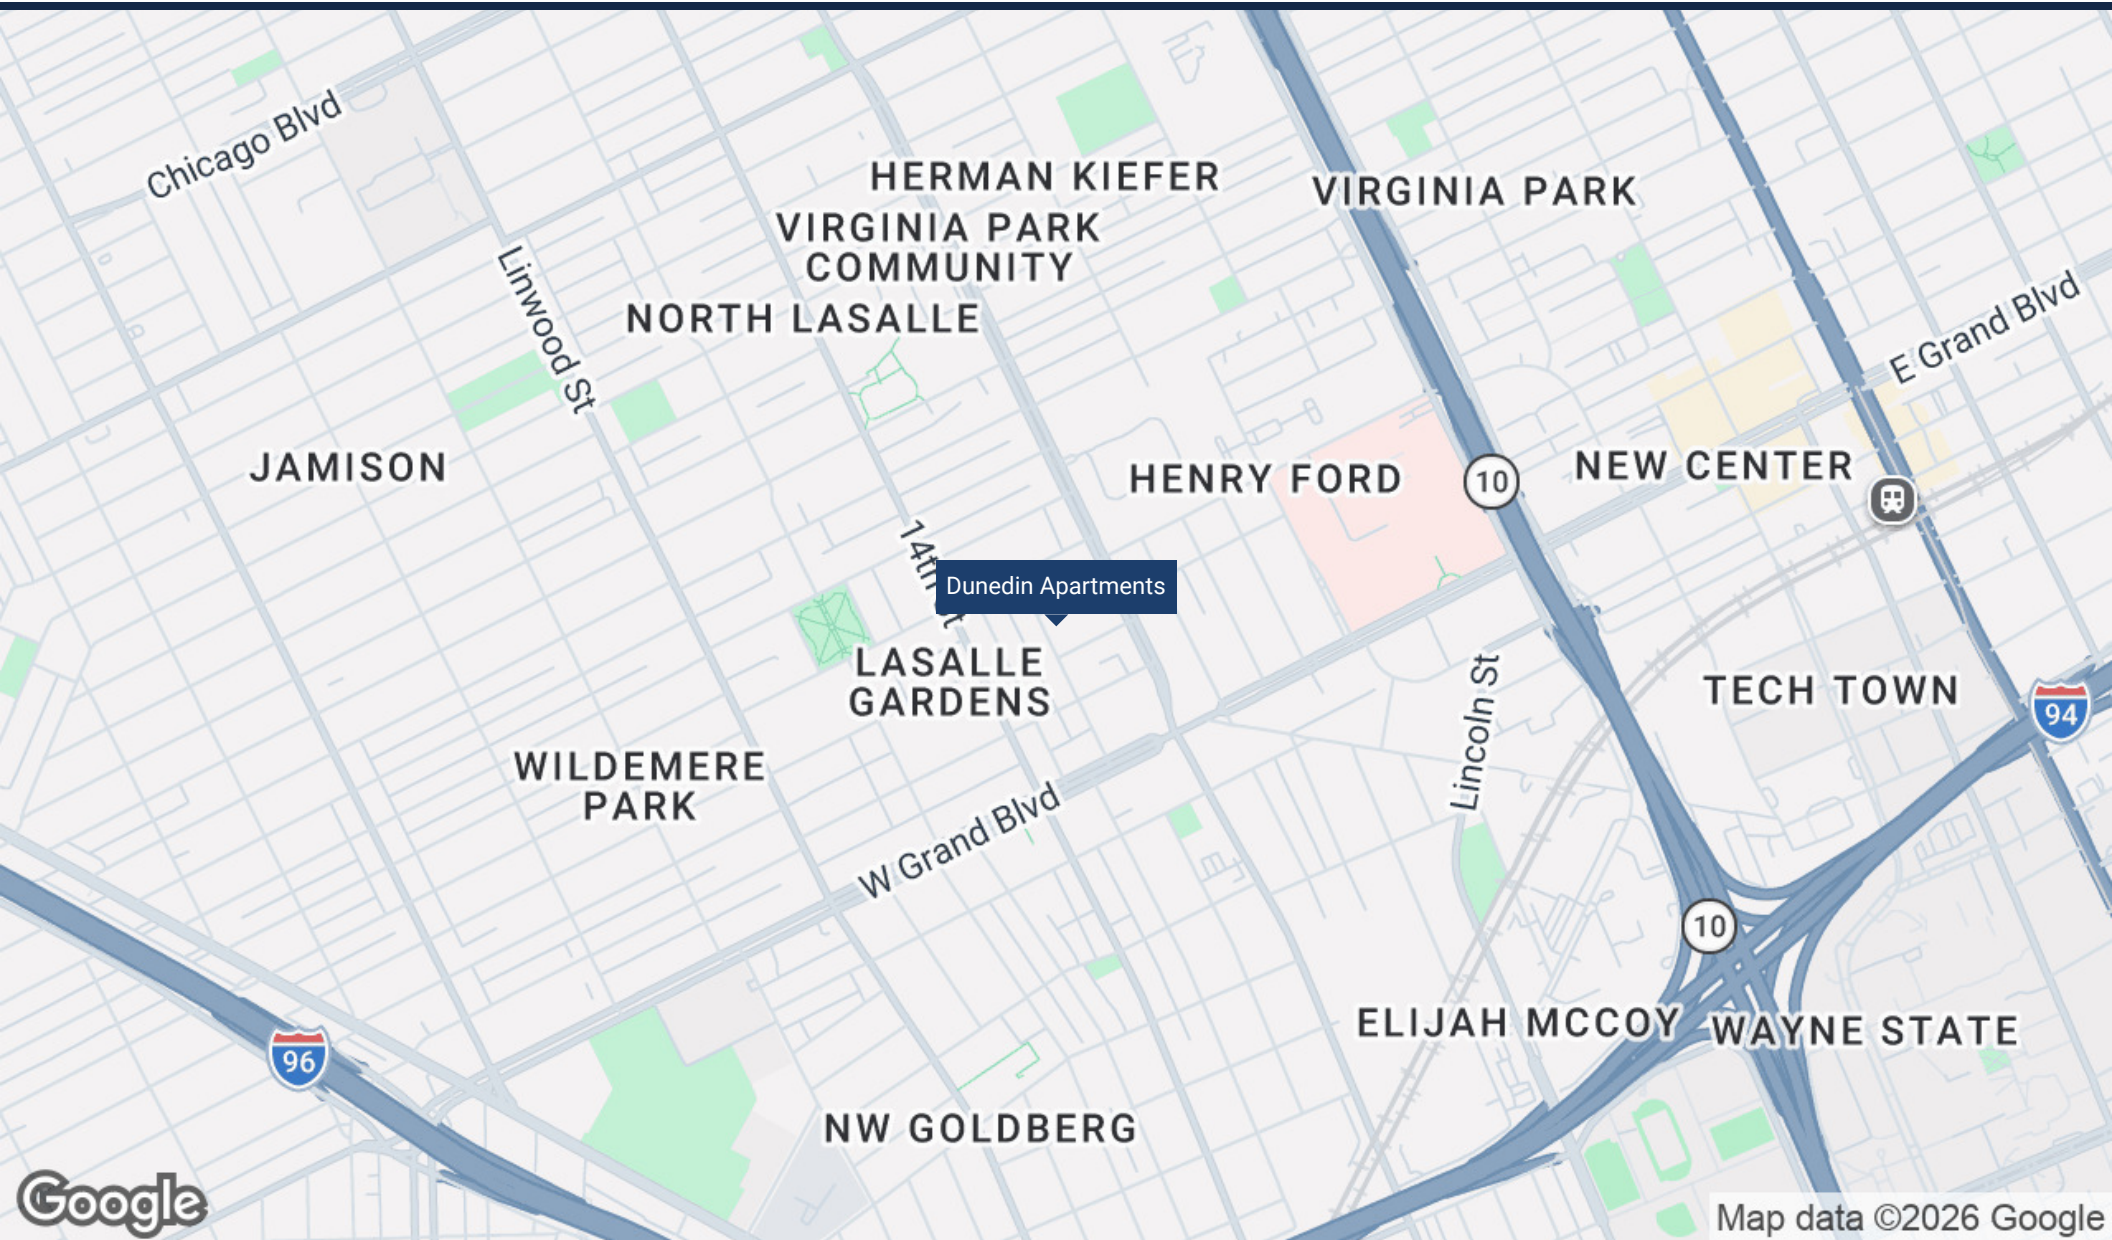 Chicago Blvd
HERMAN KIEFER
VIRGINIA PARK
VIRGINIA PARK
COMMUNITY
Linwood St
NORTH LASALLE
E Grand Blvd
JAMISON
HENRY FORD
10
NEW CENTER
14th St
Dunedin Apartments
LASALLE
GARDENS
Lincoln St
TECH TOWN
94
WILDEMERE
PARK
W Grand Blvd
10
ELIJAH MCCOY
WAYNE STATE
96
NW GOLDBERG
Google
Map data ©2026 Google